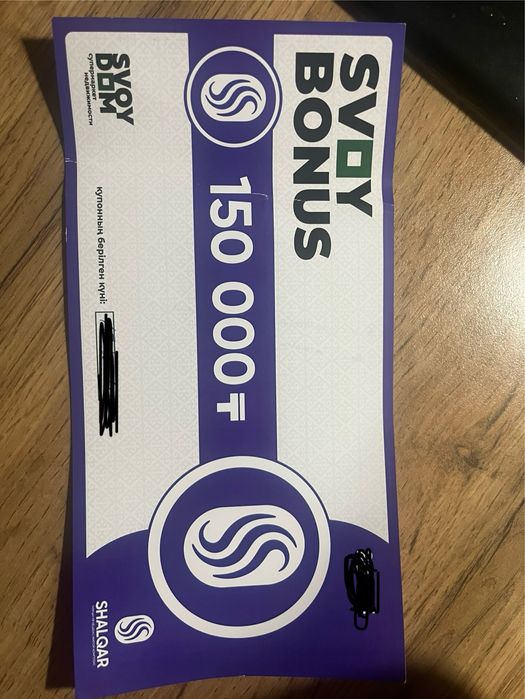 SVOY
BONUS
150 000 ₸
SVOY
DOM
супермаркет
недвижимости
купонның берілген күні:
SHALQAR